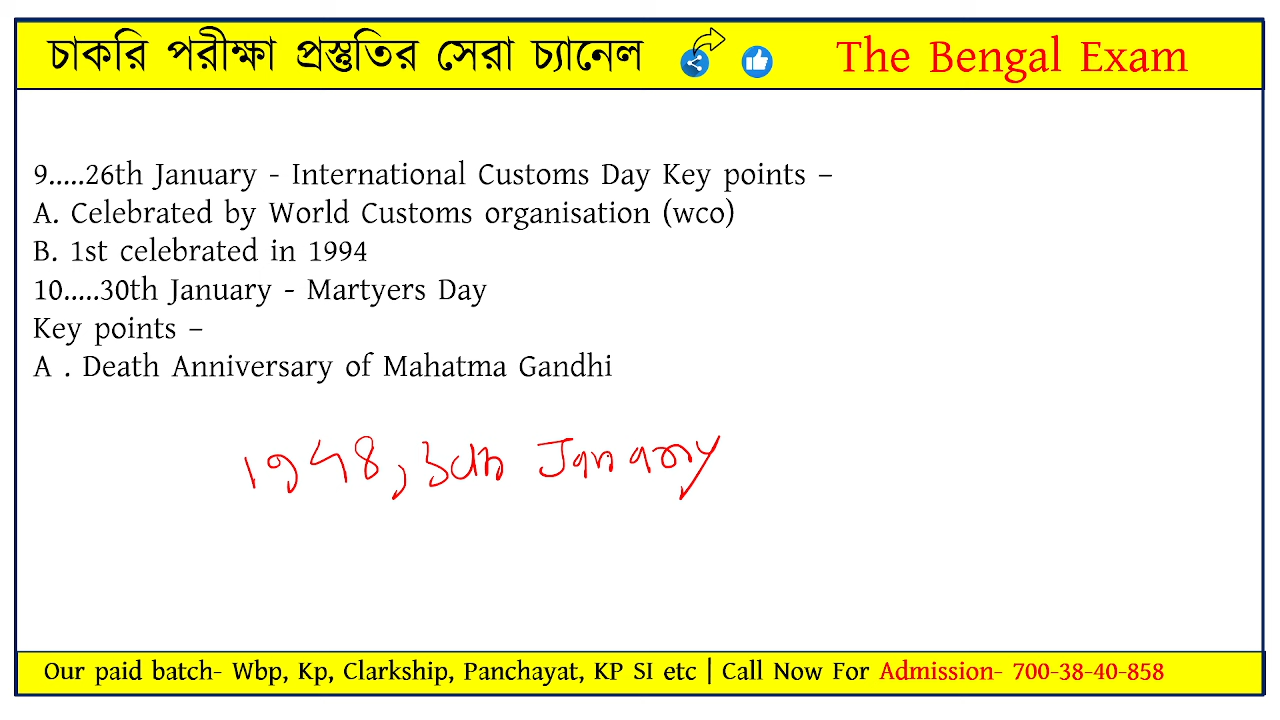 চাকরি পরীক্ষা প্রস্তুতির সেরা চ্যানেল The Bengal Exam
9.....26th January - International Customs Day Key points –
A. Celebrated by World Customs organisation (wco)
B. 1st celebrated in 1994
10.....30th January - Martyers Day
Key points –
A . Death Anniversary of Mahatma Gandhi
1948, 30th January
Our paid batch- Wbp, Kp, Clarkship, Panchayat, KP SI etc | Call Now For Admission- 700-38-40-858